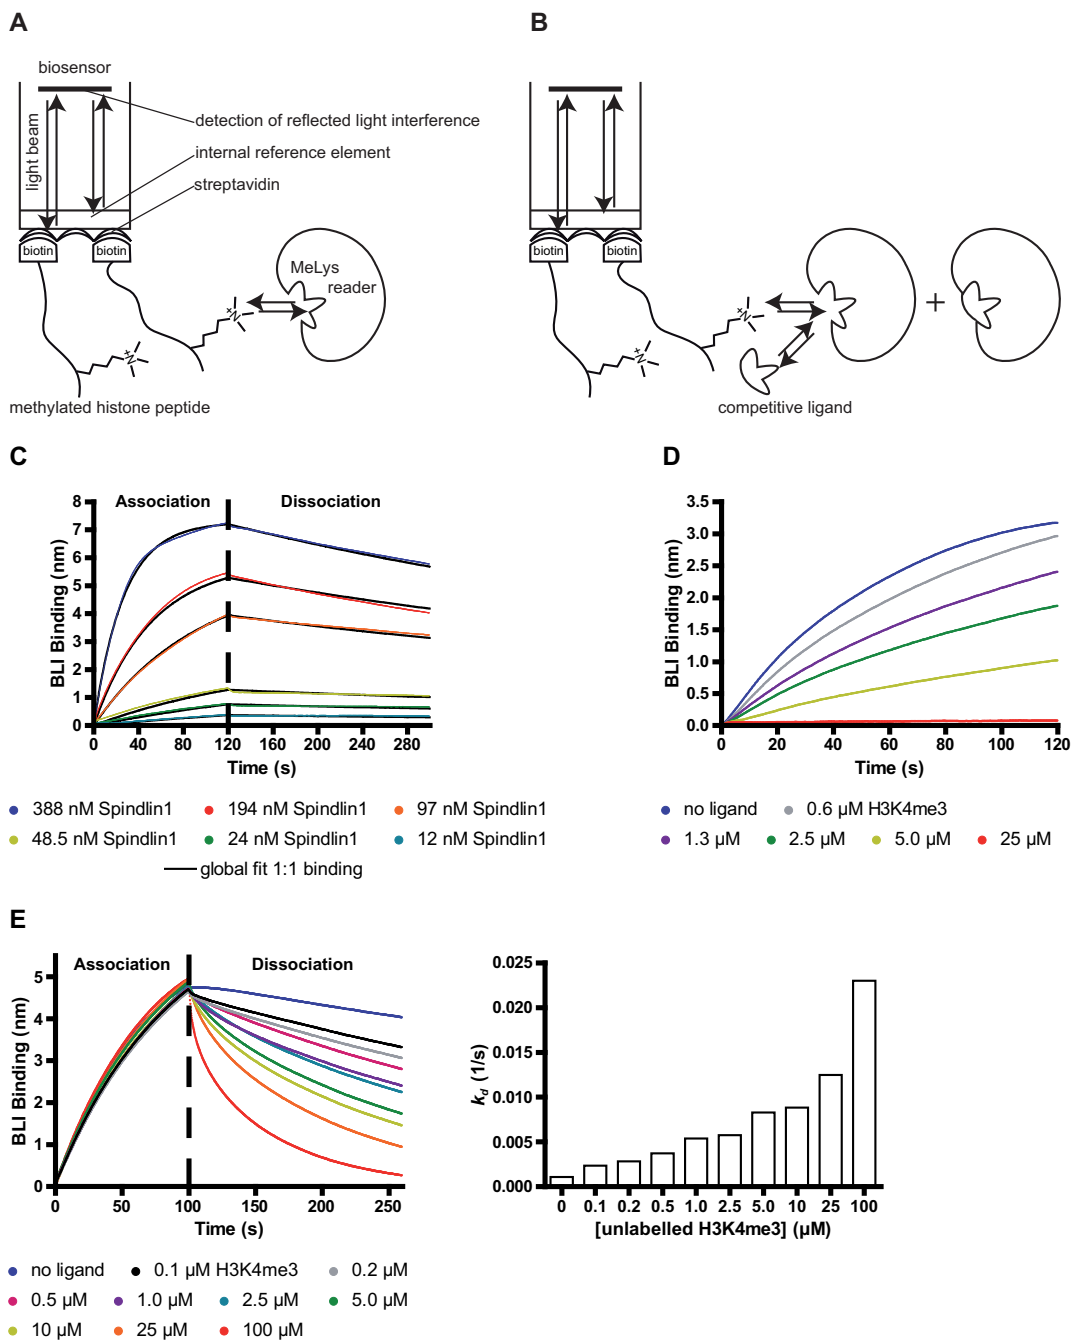 A
B
biosensor
light beam
detection of reflected light interference
internal reference element
streptavidin
biotin biotin
biotin biotin
MeLys
reader
N+
N+
N+
N+
+
methylated histone peptide
competitive ligand
C
D
Association Dissociation
BLI Binding (nm)
8
7
6
5
4
3
2
1
0
0 40 80 120 160 200 240 280
Time (s)
388 nM Spindlin1 194 nM Spindlin1 97 nM Spindlin1
48.5 nM Spindlin1 24 nM Spindlin1 12 nM Spindlin1
global fit 1:1 binding
BLI Binding (nm)
3.5
3.0
2.5
2.0
1.5
1.0
0.5
0.0
0 20 40 60 80 100 120
Time (s)
no ligand 0.6 µM H3K4me3
1.3 µM 2.5 µM 5.0 µM 25 µM
E
Association Dissociation
BLI Binding (nm)
5
4
3
2
1
0
0 50 100 150 200 250
Time (s)
no ligand 0.1 µM H3K4me3 0.2 µM
0.5 µM 1.0 µM 2.5 µM 5.0 µM
10 µM 25 µM 100 µM
kd (1/s)
0.025
0.020
0.015
0.010
0.005
0.000
0 0.1 0.2 0.5 1.0 2.5 5.0 10 25 100
[unlabelled H3K4me3] (µM)